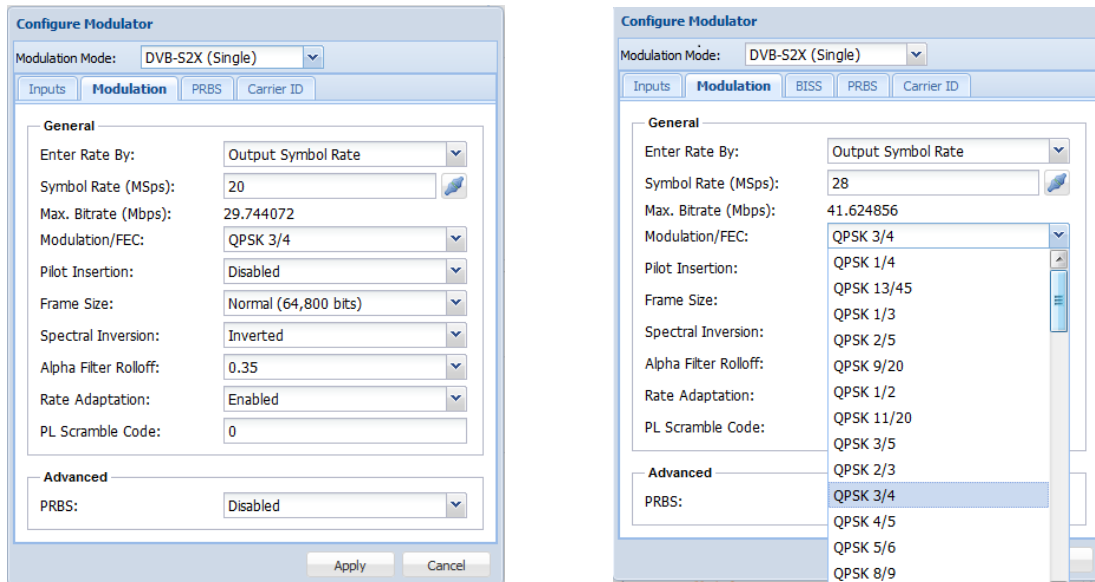 Configure Modulator
Modulation Mode: DVB-S2X (Single)
Inputs Modulation PRBS Carrier ID
General
Enter Rate By: Output Symbol Rate
Symbol Rate (MSps): 20
Max. Bitrate (Mbps): 29.744072
Modulation/FEC: QPSK 3/4
Pilot Insertion: Disabled
Frame Size: Normal (64,800 bits)
Spectral Inversion: Inverted
Alpha Filter Rolloff: 0.35
Rate Adaptation: Enabled
PL Scramble Code: 0
Advanced
PRBS: Disabled
Apply Cancel
Configure Modulator
Modulation Mode: DVB-S2X (Single)
Inputs Modulation BISS PRBS Carrier ID
General
Enter Rate By: Output Symbol Rate
Symbol Rate (MSps): 28
Max. Bitrate (Mbps): 41.624856
Modulation/FEC: QPSK 3/4
Pilot Insertion:
Frame Size:
Spectral Inversion:
Alpha Filter Rolloff:
Rate Adaptation:
PL Scramble Code:
Advanced
PRBS:
QPSK 1/4
QPSK 13/45
QPSK 1/3
QPSK 2/5
QPSK 9/20
QPSK 1/2
QPSK 11/20
QPSK 3/5
QPSK 2/3
QPSK 3/4
QPSK 4/5
QPSK 5/6
QPSK 8/9